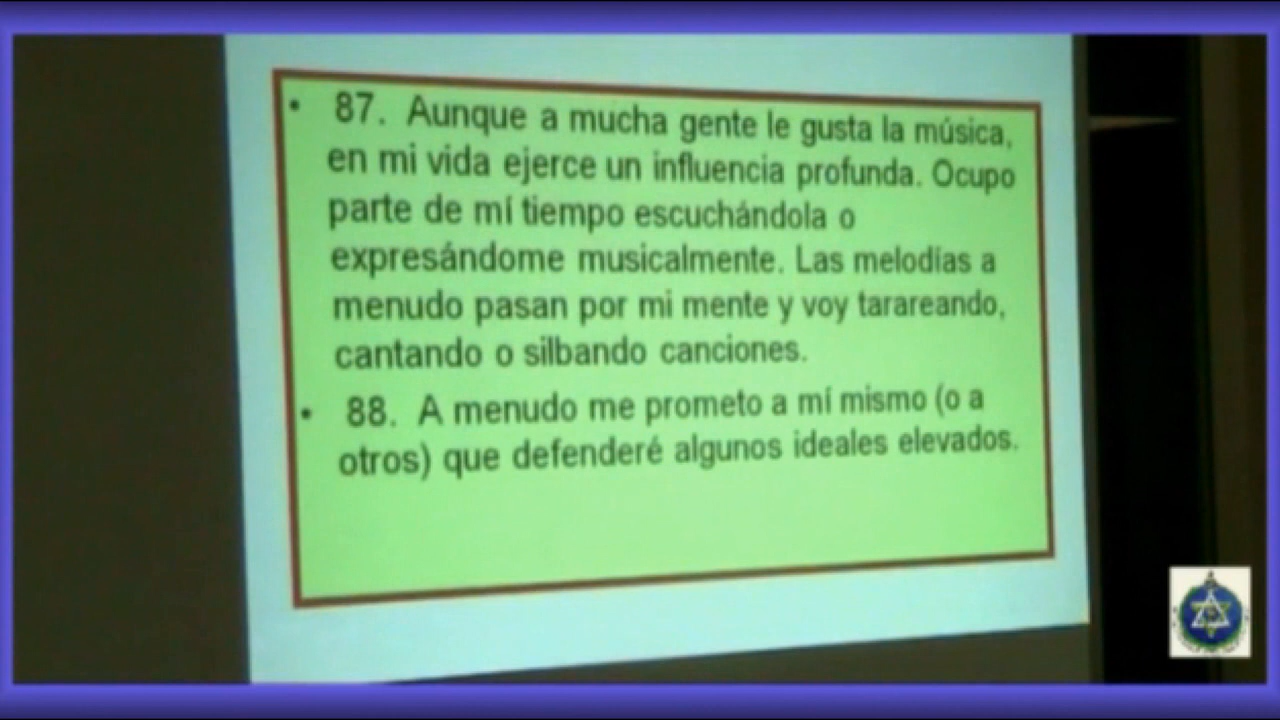 • 87. Aunque a mucha gente le gusta la música,
en mi vida ejerce un influencia profunda. Ocupo
parte de mí tiempo escuchándola o
expresándome musicalmente. Las melodías a
menudo pasan por mi mente y voy tarareando,
cantando o silbando canciones.
• 88. A menudo me prometo a mí mismo (o a
otros) que defenderé algunos ideales elevados.